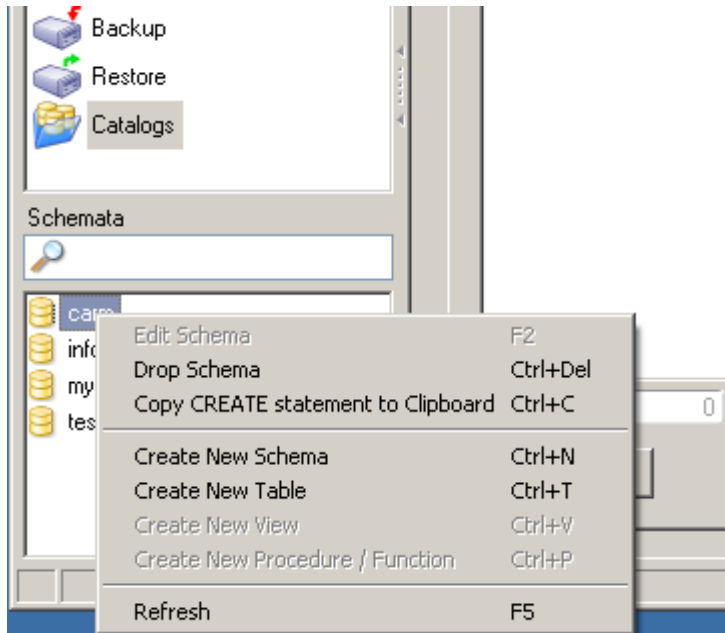 Backup
Restore
Catalogs
Schemata
Edit Schema F2
Drop Schema Ctrl+Del
Copy CREATE statement to Clipboard Ctrl+C
0
Create New Schema Ctrl+N
Create New Table Ctrl+T
Create New View Ctrl+V
Create New Procedure / Function Ctrl+P
Refresh F5